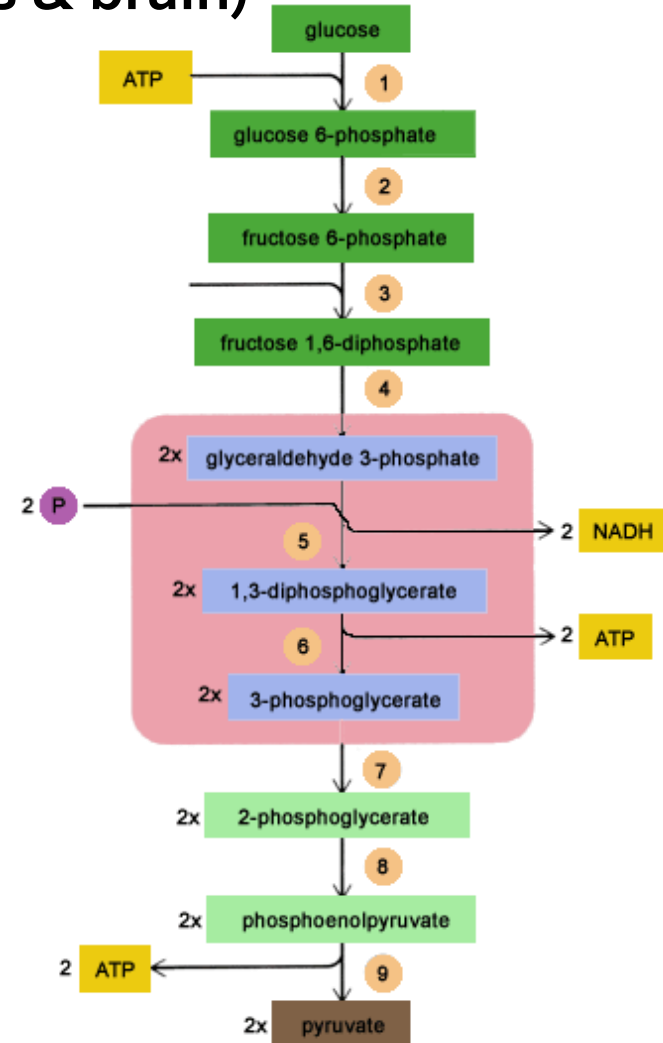 s & brain)
glucose
ATP
1
glucose 6-phosphate
2
fructose 6-phosphate
3
fructose 1,6-diphosphate
4
2x glyceraldehyde 3-phosphate
2 P
2 NADH
5
2x 1,3-diphosphoglycerate
2 ATP
6
2x 3-phosphoglycerate
7
2x 2-phosphoglycerate
8
2x phosphoenolpyruvate
2 ATP
9
2x pyruvate